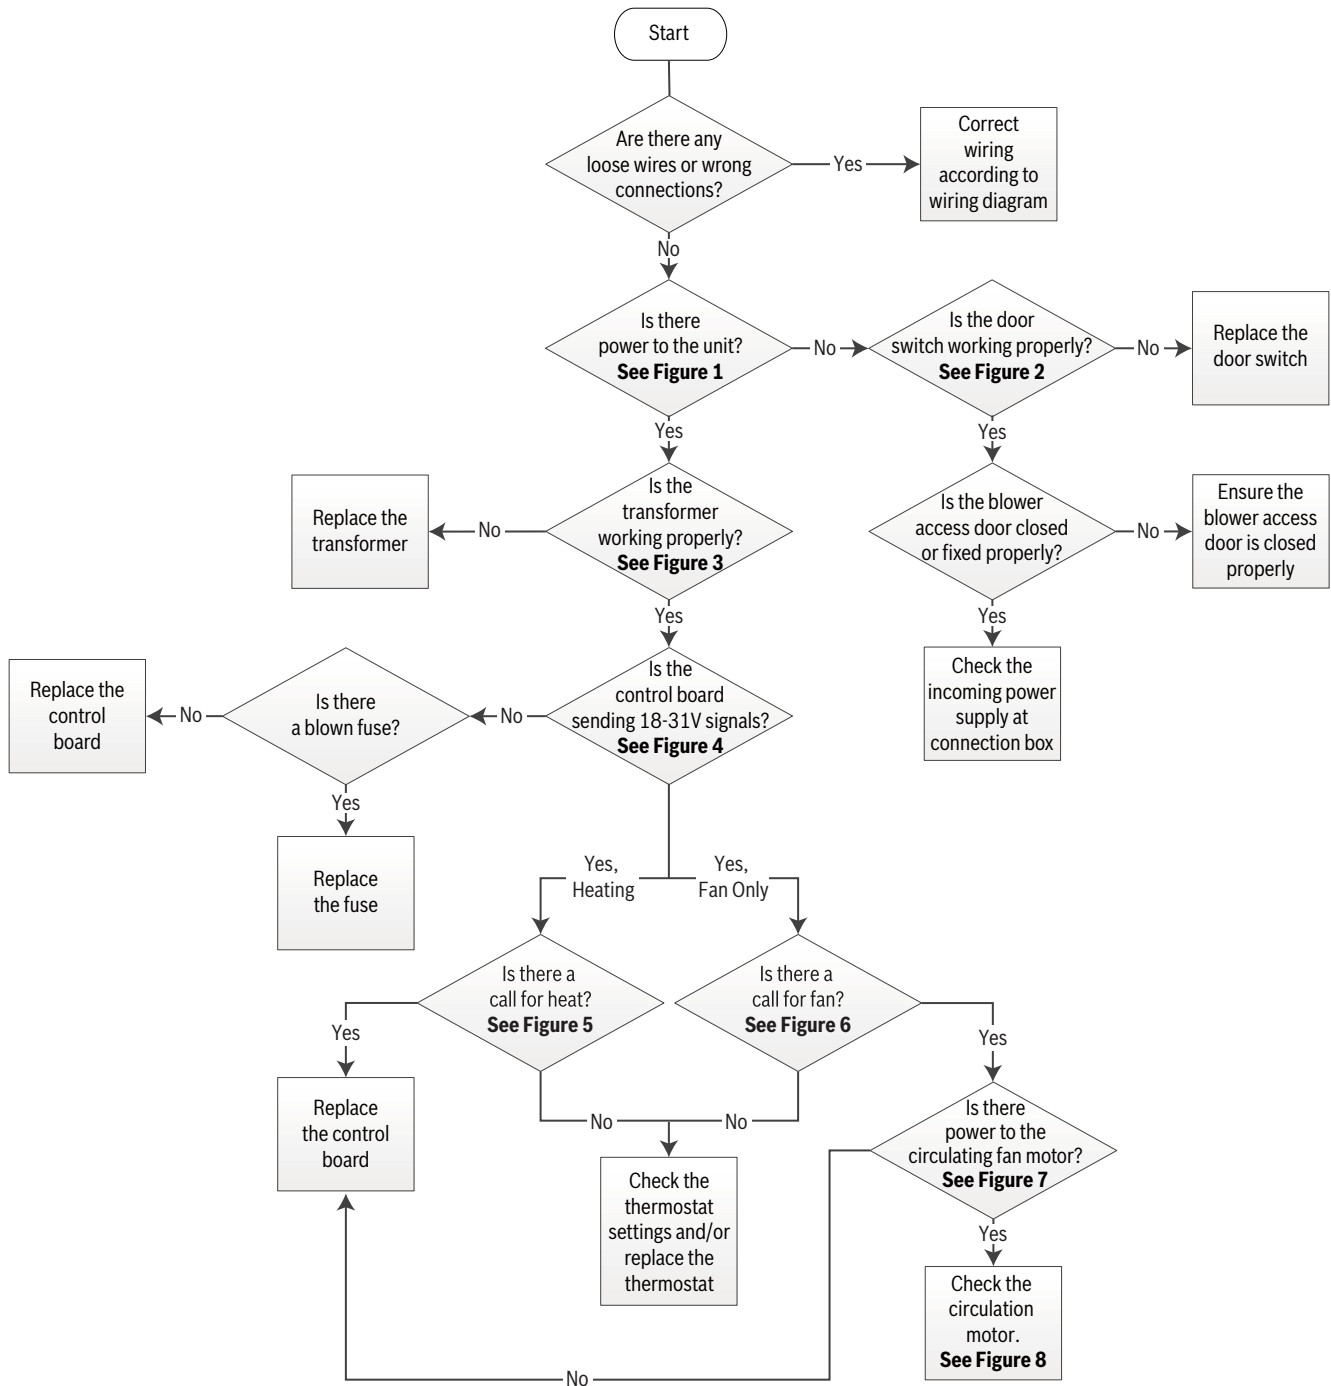 Start
Are there any
loose wires or wrong
connections?
Yes
Correct
wiring
according to
wiring diagram
No
Is there
power to the unit?
See Figure 1
No
Is the door
switch working properly?
See Figure 2
No
Replace the
door switch
Yes
Yes
Replace the
transformer
No
Is the
transformer
working properly?
See Figure 3
Is the blower
access door closed
or fixed properly?
No
Ensure the
blower access
door is closed
properly
Yes
Yes
Replace the
control
board
No
Is there
a blown fuse?
No
Is the
control board
sending 18-31V signals?
See Figure 4
Check the
incoming power
supply at
connection box
Yes
Replace
the fuse
Yes,
Heating
Yes,
Fan Only
Is there a
call for heat?
See Figure 5
Is there a
call for fan?
See Figure 6
Yes
Yes
Replace
the control
board
No
No
Is there
power to the
circulating fan motor?
See Figure 7
Check the
thermostat
settings and/or
replace the
thermostat
Yes
Check the
circulation
motor.
See Figure 8
No